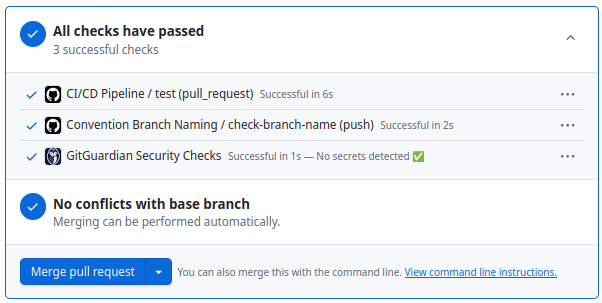 All checks have passed
3 successful checks
CI/CD Pipeline / test (pull_request) Successful in 6s
Convention Branch Naming / check-branch-name (push) Successful in 2s
GitGuardian Security Checks Successful in 1s — No secrets detected ✅
No conflicts with base branch
Merging can be performed automatically.
Merge pull request You can also merge this with the command line. View command line instructions.